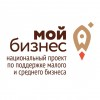 мой
бизнес
национальный проект
по поддержке малого
и среднего бизнеса